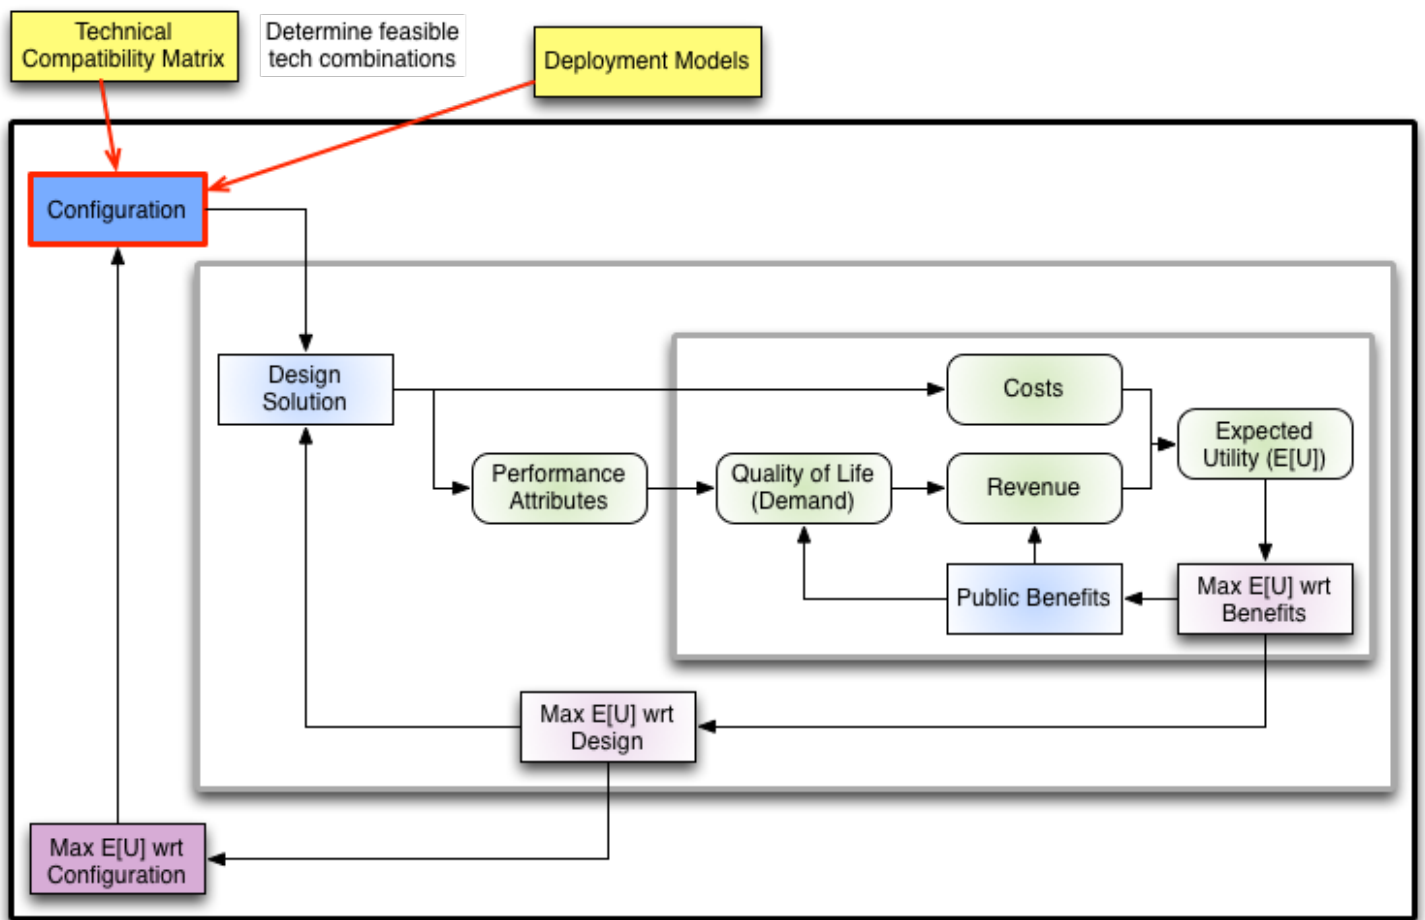 Technical
Compatibility Matrix
Determine feasible
tech combinations
Deployment Models
Configuration
Design
Solution
Costs
Expected
Utility (E[U])
Performance
Attributes
Quality of Life
(Demand)
Revenue
Public Benefits
Max E[U] wrt
Benefits
Max E[U] wrt
Design
Max E[U] wrt
Configuration